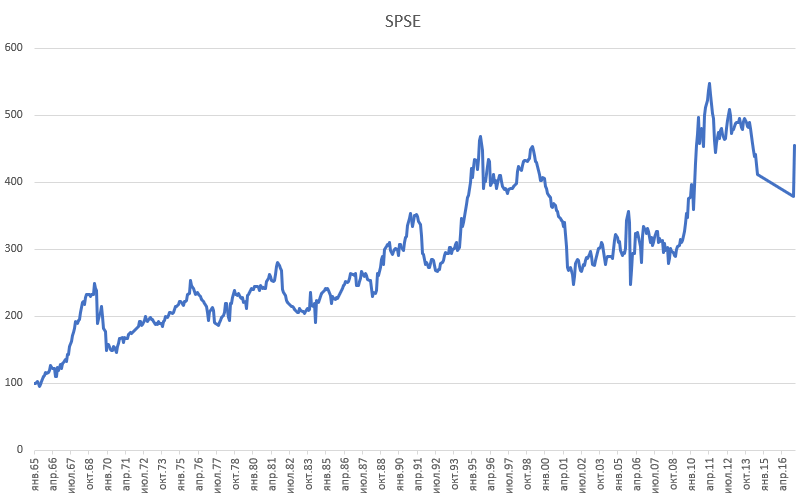 SPSE
600
500
400
300
200
100
0
янв.65
апр.66
июл.67
окт.68
янв.70
апр.71
июл.72
окт.73
янв.75
апр.76
июл.77
окт.78
янв.80
апр.81
июл.82
окт.83
янв.85
апр.86
июл.87
окт.88
янв.90
апр.91
июл.92
окт.93
янв.95
апр.96
июл.97
окт.98
янв.00
апр.01
июл.02
окт.03
янв.05
апр.06
июл.07
окт.08
янв.10
апр.11
июл.12
окт.13
янв.15
апр.16